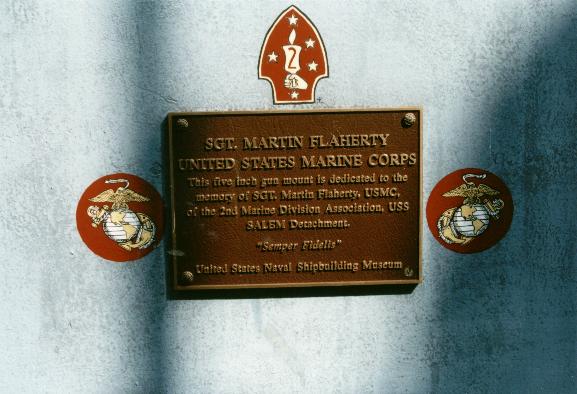 2
SGT. MARTIN FLAHERTY
UNITED STATES MARINE CORPS
This five inch gun mount is dedicated to the
memory of SGT. Martin Flaherty, USMC,
of the 2nd Marine Division Association, USS
SALEM Detachment.
"Semper Fidelis"
United States Naval Shipbuilding Museum